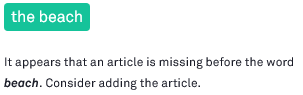 the beach
It appears that an article is missing before the word
beach. Consider adding the article.